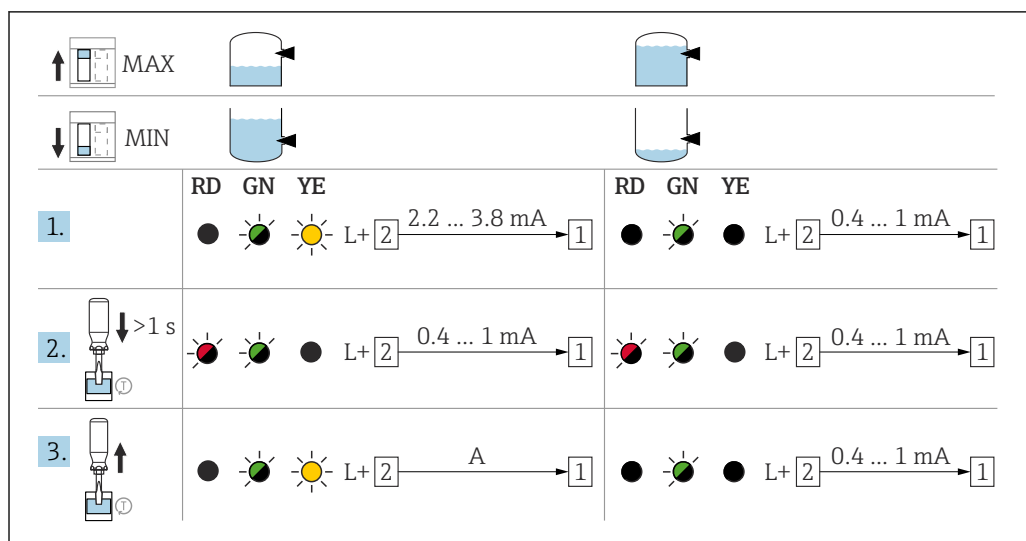 MAX
MIN
RD GN YE RD GN YE
1. L+ 2 2.2 ... 3.8 mA 1 L+ 2 0.4 ... 1 mA 1
2. >1 s T L+ 2 0.4 ... 1 mA 1 L+ 2 0.4 ... 1 mA 1
3. T L+ 2 A 1 L+ 2 0.4 ... 1 mA 1